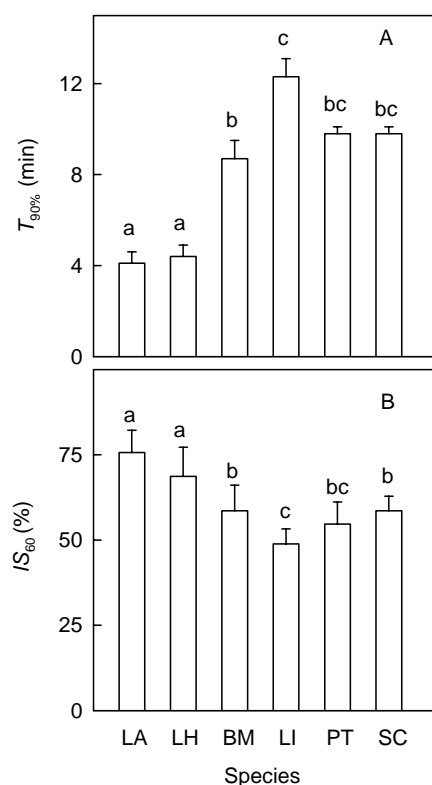 A
T90% (min)
12
8
4
0
a
a
b
c
bc
bc
B
IS60 (%)
75
50
25
0
a
a
b
c
bc
b
LA LH BM LI PT SC
Species